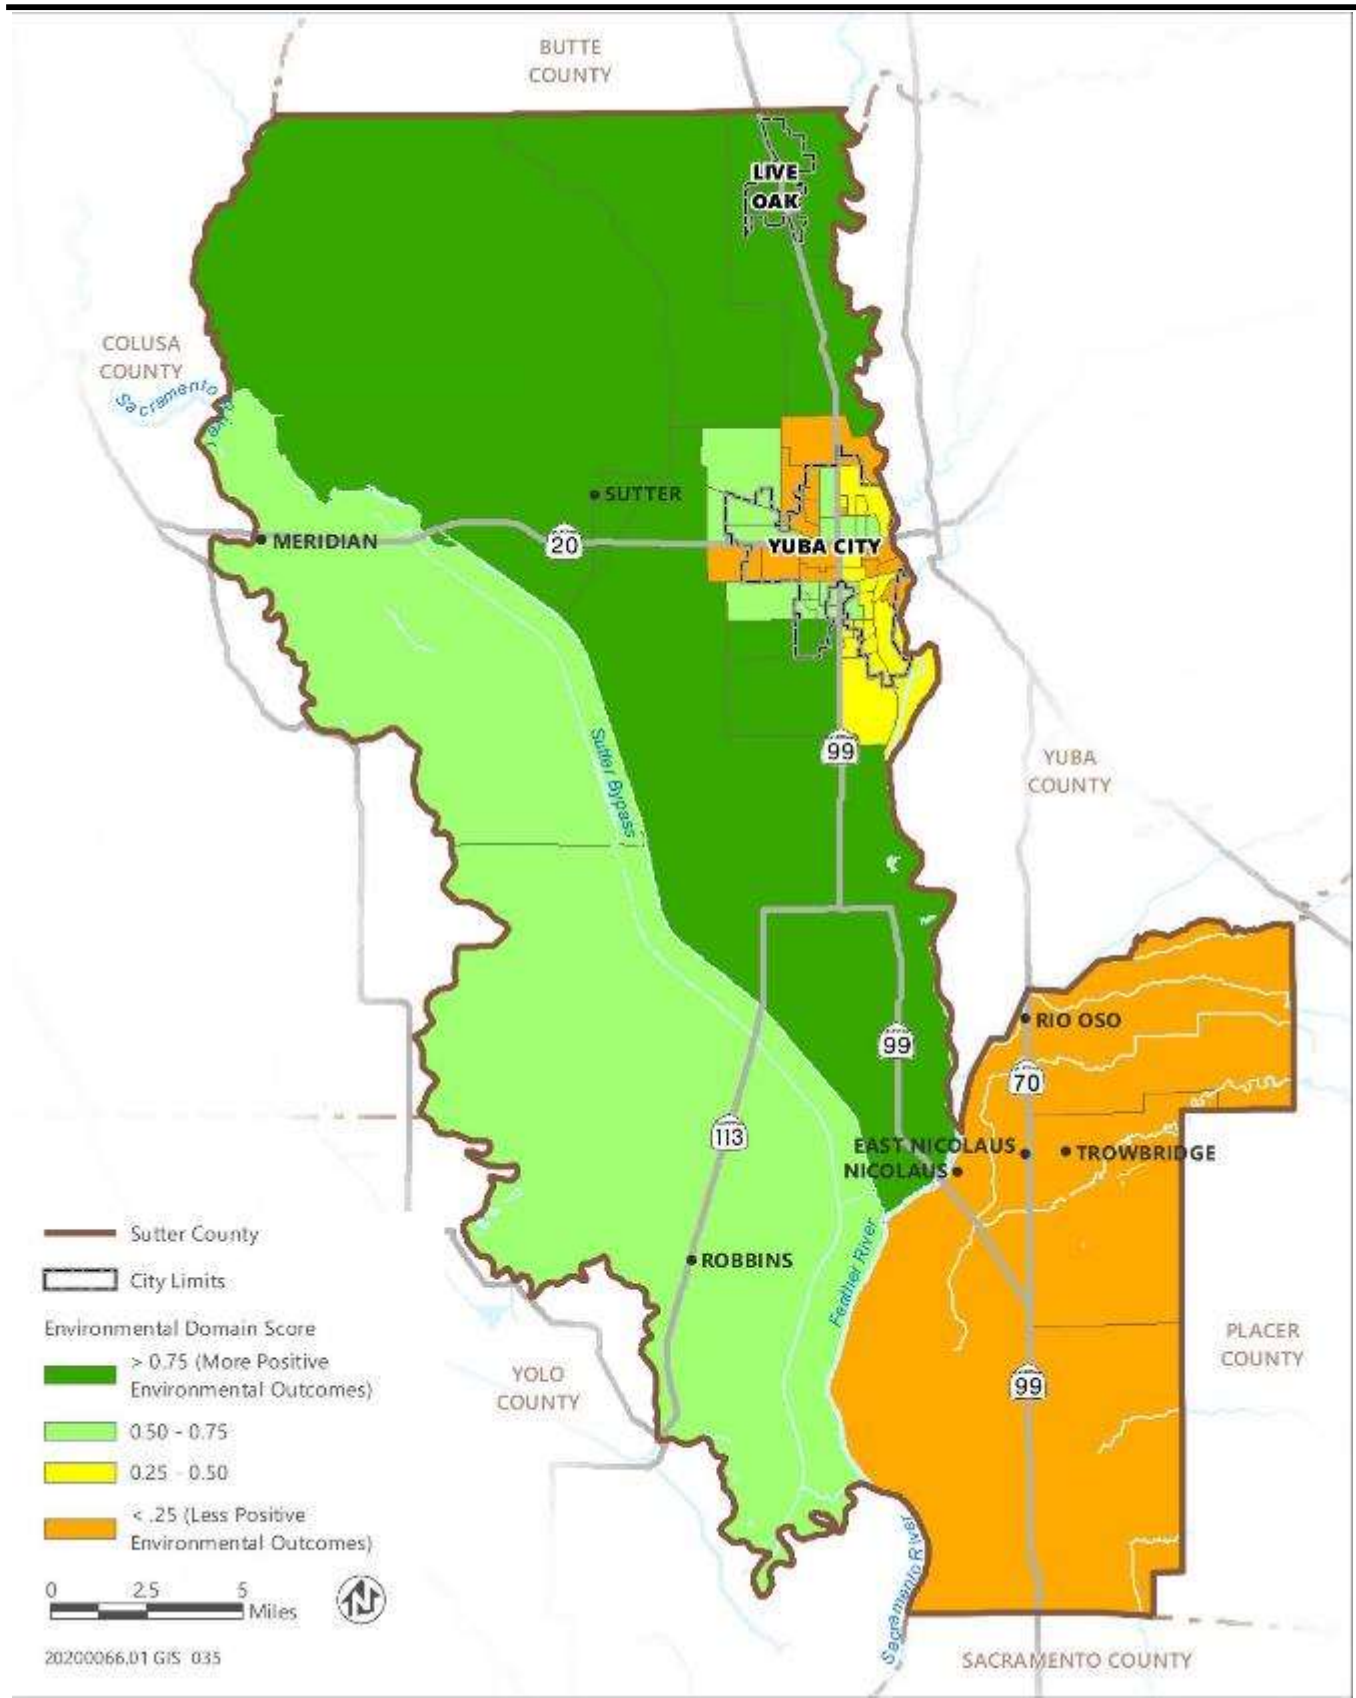 BUTTE
COUNTY
LIVE
OAK
COLUSA
COUNTY
Sacramento
River
SUTTER
MERIDIAN
20
YUBA CITY
Sutter Bypass
99
YUBA
COUNTY
RIO OSO
99
70
113
EAST NICOLAUS
NICOLAUS
TROWBRIDGE
ROBBINS
Feather River
PLACER
COUNTY
YOLO
COUNTY
99
Sacramento River
SACRAMENTO COUNTY
Sutter County
City Limits
Environmental Domain Score
> 0.75 (More Positive
Environmental Outcomes)
0.50 - 0.75
0.25 - 0.50
< .25 (Less Positive
Environmental Outcomes)
0 2.5 5
Miles
N
20200066.01 GIS 035